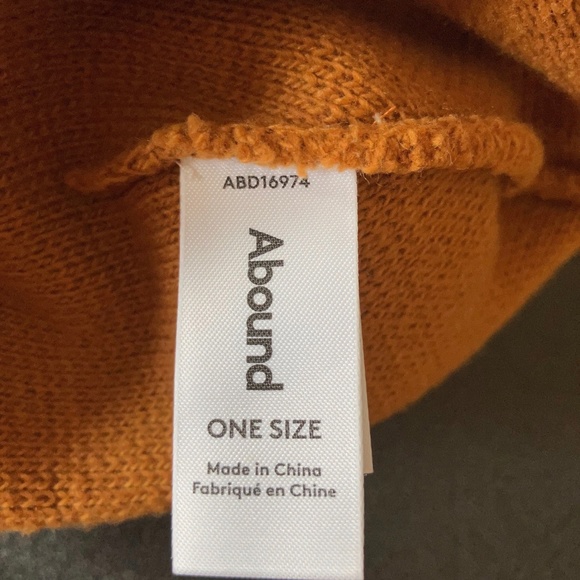 ABD16974
Abound
ONE SIZE
Made in China
Fabriqué en Chine